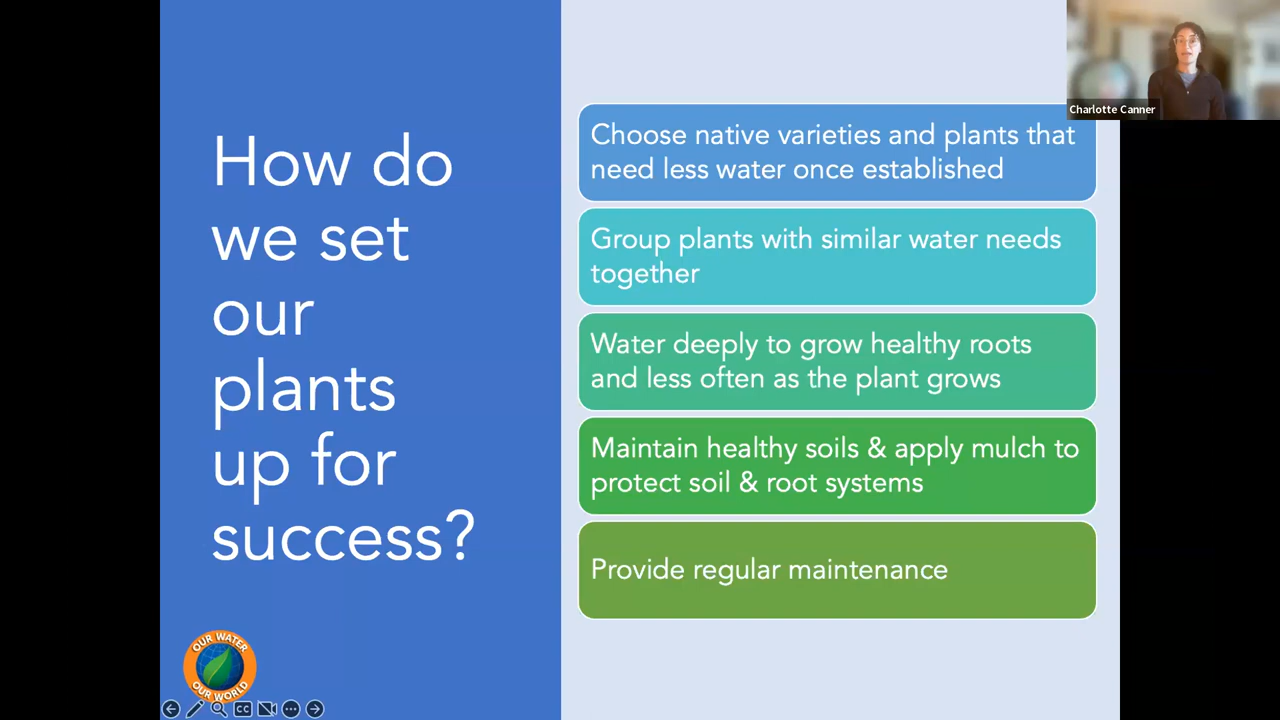 How do
we set
our
plants
up for
success?
Choose native varieties and plants that
need less water once established
Group plants with similar water needs
together
Water deeply to grow healthy roots
and less often as the plant grows
Maintain healthy soils & apply mulch to
protect soil & root systems
Provide regular maintenance
Charlotte Canner
OUR WATER
OUR WORLD
CC